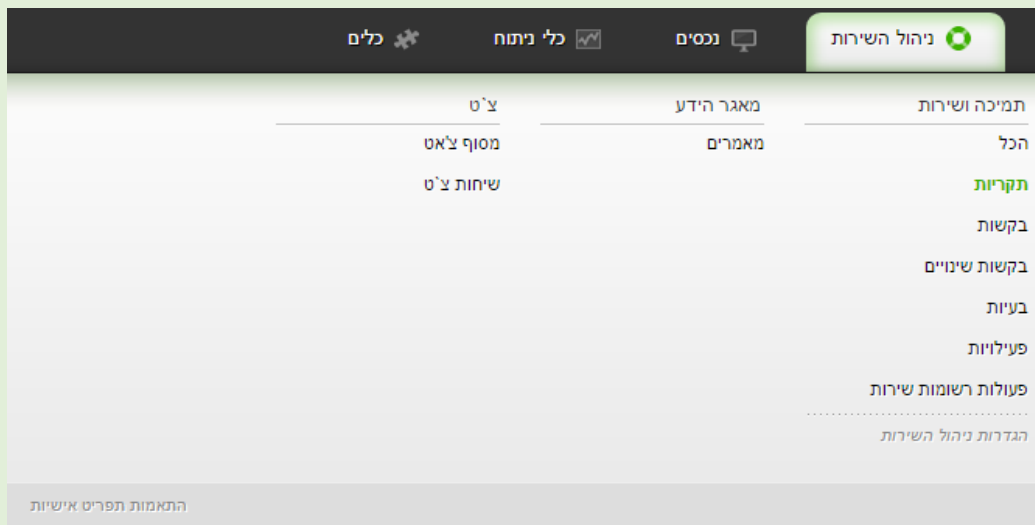 ניהול השירות נכסים כלי ניתוח כלים
תמיכה ושירות מאגר הידע צ`ט
הכל מאמרים מסוף צ'אט
תקריות שיחות צ`ט
בקשות
בקשות שינויים
בעיות
פעילויות
פעולות רשומות שירות
הגדרות ניהול השירות
התאמות תפריט אישיות